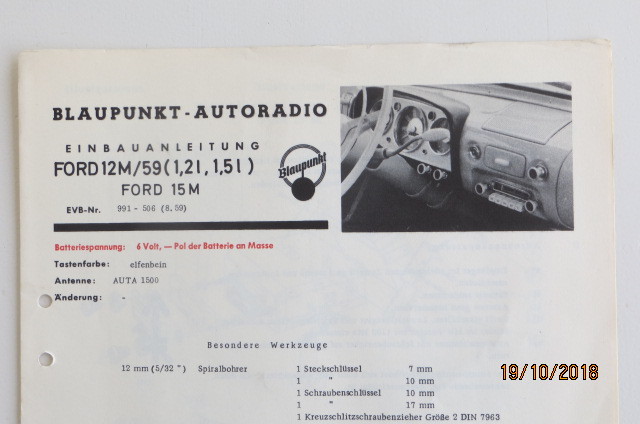 BLAUPUNKT-AUTORADIO
EINBAUANLEITUNG
FORD 12M/59 (1,2l, 1,5l)
FORD 15M
Blaupunkt
EVB-Nr. 991 - 506 (8.59)
Batteriespannung: 6 Volt, — Pol der Batterie an Masse
Tastenfarbe: elfenbein
Antenne: AUTA 1500
Änderung: -
Besondere Werkzeuge
12 mm (5/32 ") Spiralbohrer 1 Steckschlüssel 7 mm
1 " 10 mm
1 Schraubenschlüssel 10 mm
1 " 17 mm
1 Kreuzschlitzschraubenzieher Größe 2 DIN 7963
19/10/2018